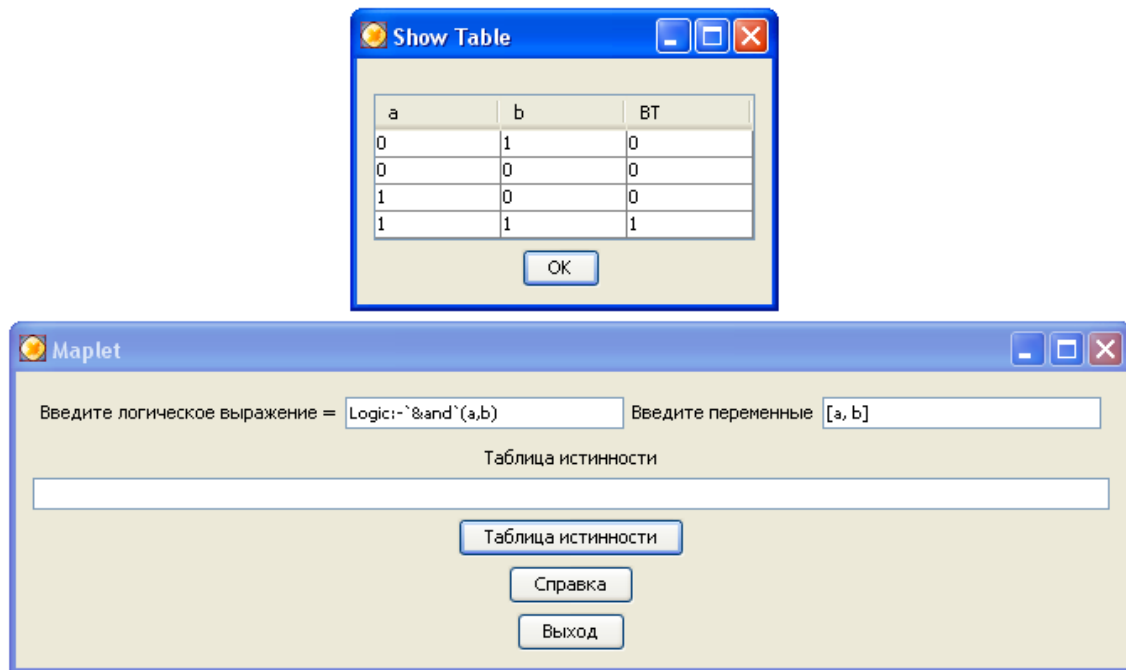 Show Table
a b BT
0 1 0
0 0 0
1 0 0
1 1 1
OK
Maplet
Введите логическое выражение = Logic:-`&and`(a,b) Введите переменные [a, b]
Таблица истинности
Таблица истинности
Справка
Выход